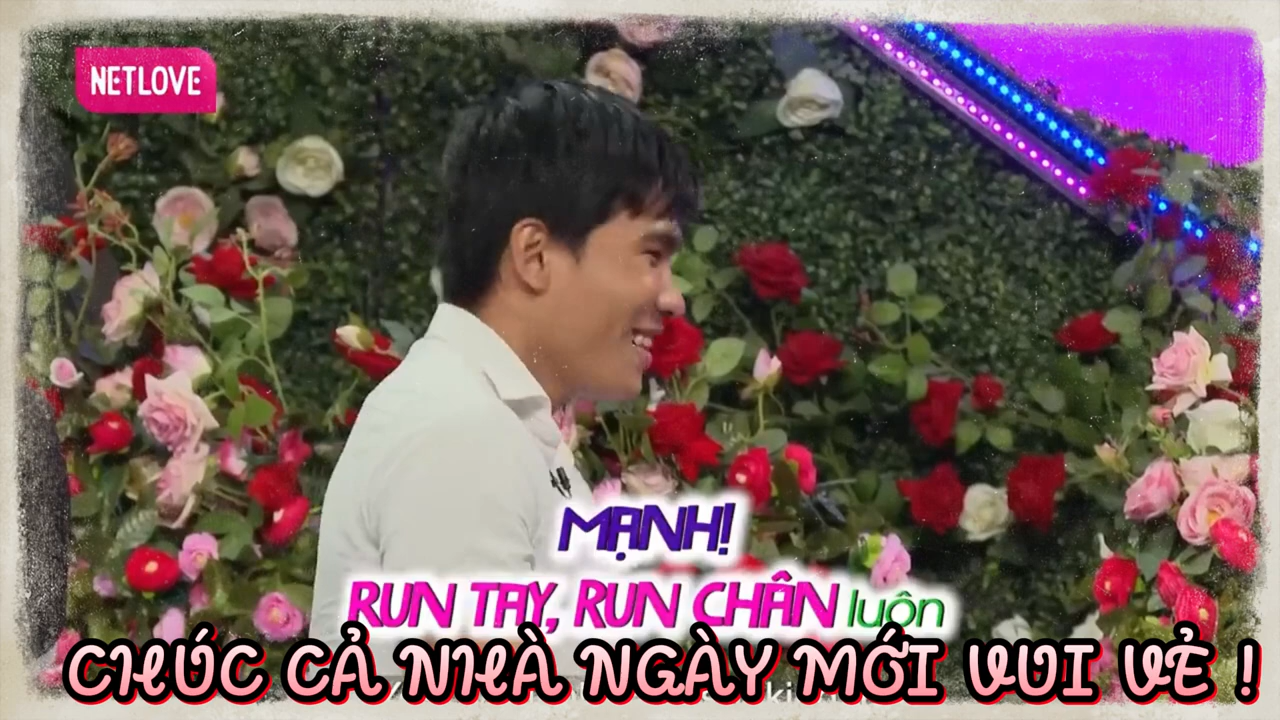 NETLOVE
MẠNH!
RUN TAY, RUN CHÂN luôn
CHÚC CẢ NHÀ NGÀY MỚI VUI VẺ !